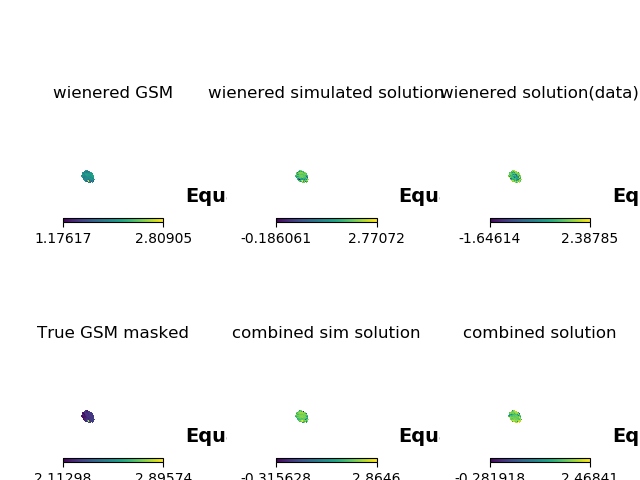 wienered GSM
wienered simulated solution
wienered solution(data)
Equ
Equ
Eq
1.17617 2.80905
-0.186061 2.77072
-1.64614 2.38785
True GSM masked
combined sim solution
combined solution
Equ
Equ
Eq
2.11298 2.89574
-0.315628 2.8646
-0.281918 2.46841